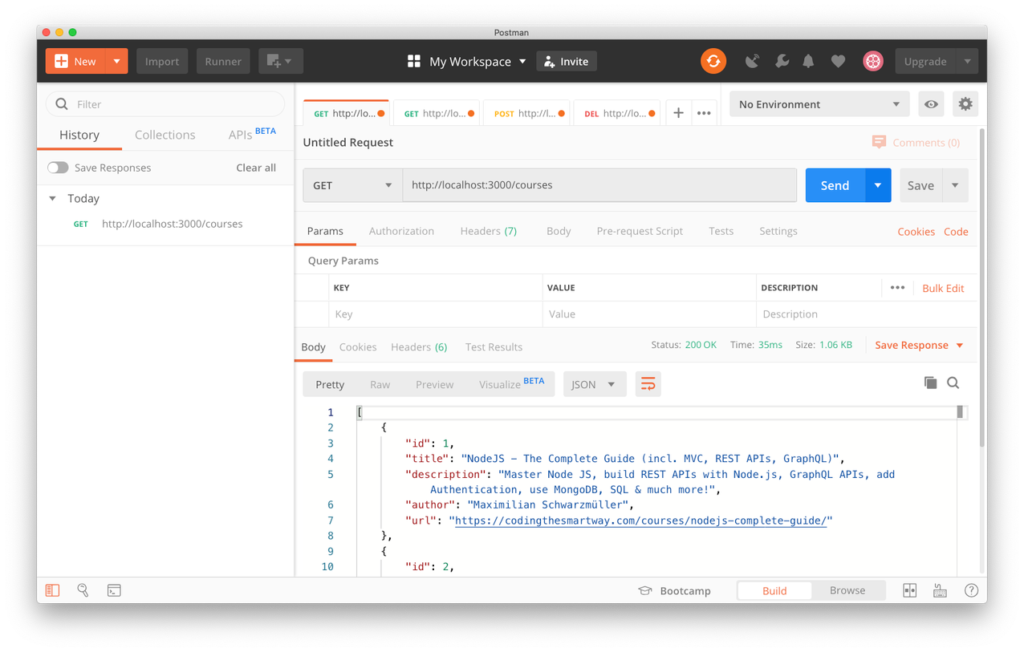 Postman
New Import Runner My Workspace Invite Upgrade
Filter
History Collections APIs BETA
Save Responses Clear all
Today
GET http://localhost:3000/courses
GET http://lo... GET http://lo... POST http://l... DEL http://lo... + ••• No Environment
Untitled Request Comments (0)
GET http://localhost:3000/courses Send Save
Params Authorization Headers (7) Body Pre-request Script Tests Settings Cookies Code
Query Params
KEY VALUE DESCRIPTION ••• Bulk Edit
Key Value Description
Body Cookies Headers (6) Test Results Status: 200 OK Time: 35ms Size: 1.06 KB Save Response
Pretty Raw Preview Visualize BETA JSON
1 [
2 {
3 "id": 1,
4 "title": "NodeJS - The Complete Guide (incl. MVC, REST APIs, GraphQL)",
5 "description": "Master Node JS, build REST APIs with Node.js, GraphQL APIs, add
Authentication, use MongoDB, SQL & much more!",
6 "author": "Maximilian Schwarzmüller",
7 "url": "https://codingthesmartway.com/courses/nodejs-complete-guide/"
8 },
9 {
10 "id": 2,
Bootcamp Build Browse ?